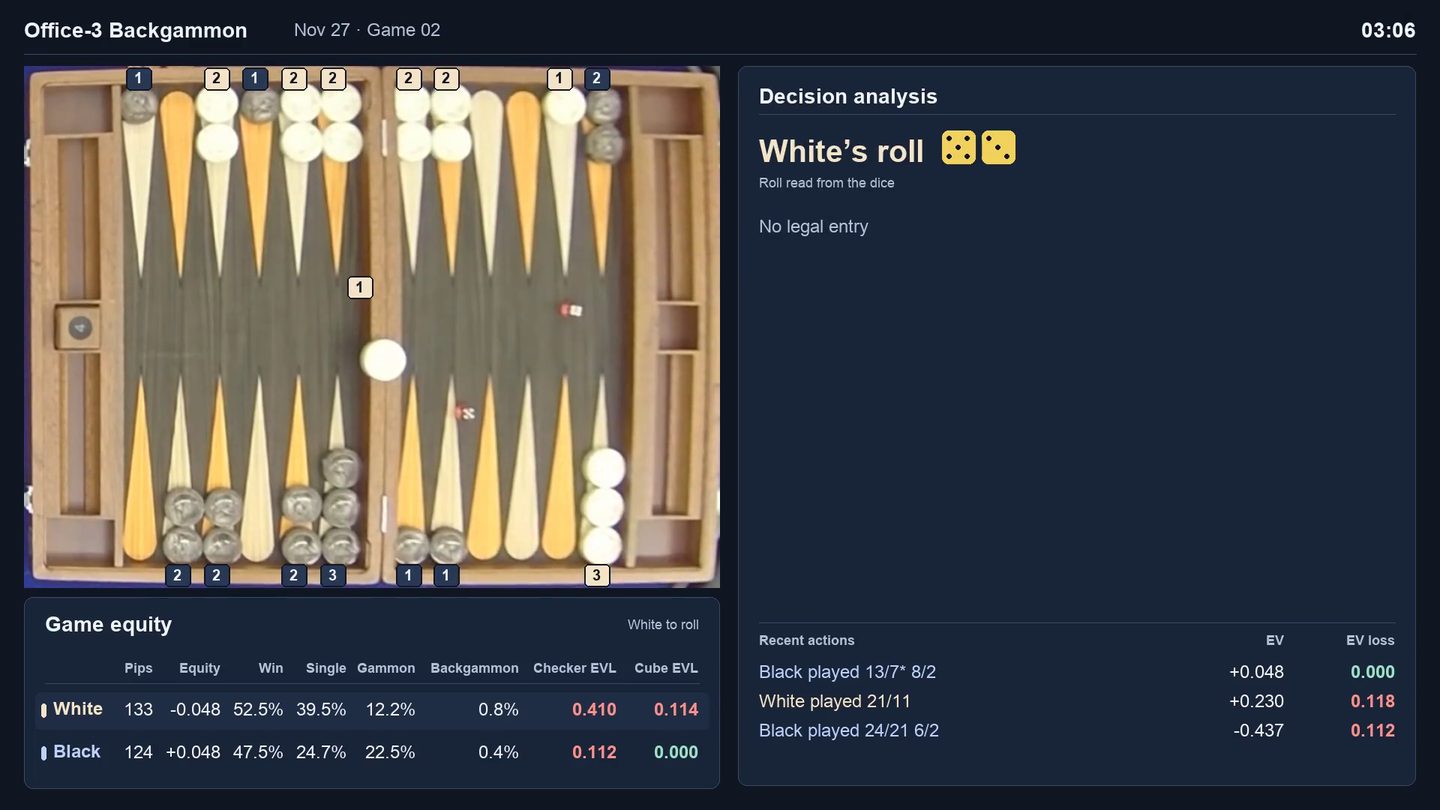 Office-3 Backgammon Nov 27 · Game 02 03:06
1 2 1 2 2 2 2 1 2
1
4
2 2 2 3 1 1 3
Decision analysis
White’s roll
Roll read from the dice
No legal entry
Game equity White to roll
Pips Equity Win Single Gammon Backgammon Checker EVL Cube EVL
White 133 -0.048 52.5% 39.5% 12.2% 0.8% 0.410 0.114
Black 124 +0.048 47.5% 24.7% 22.5% 0.4% 0.112 0.000
Recent actions EV EV loss
Black played 13/7* 8/2 +0.048 0.000
White played 21/11 +0.230 0.118
Black played 24/21 6/2 -0.437 0.112